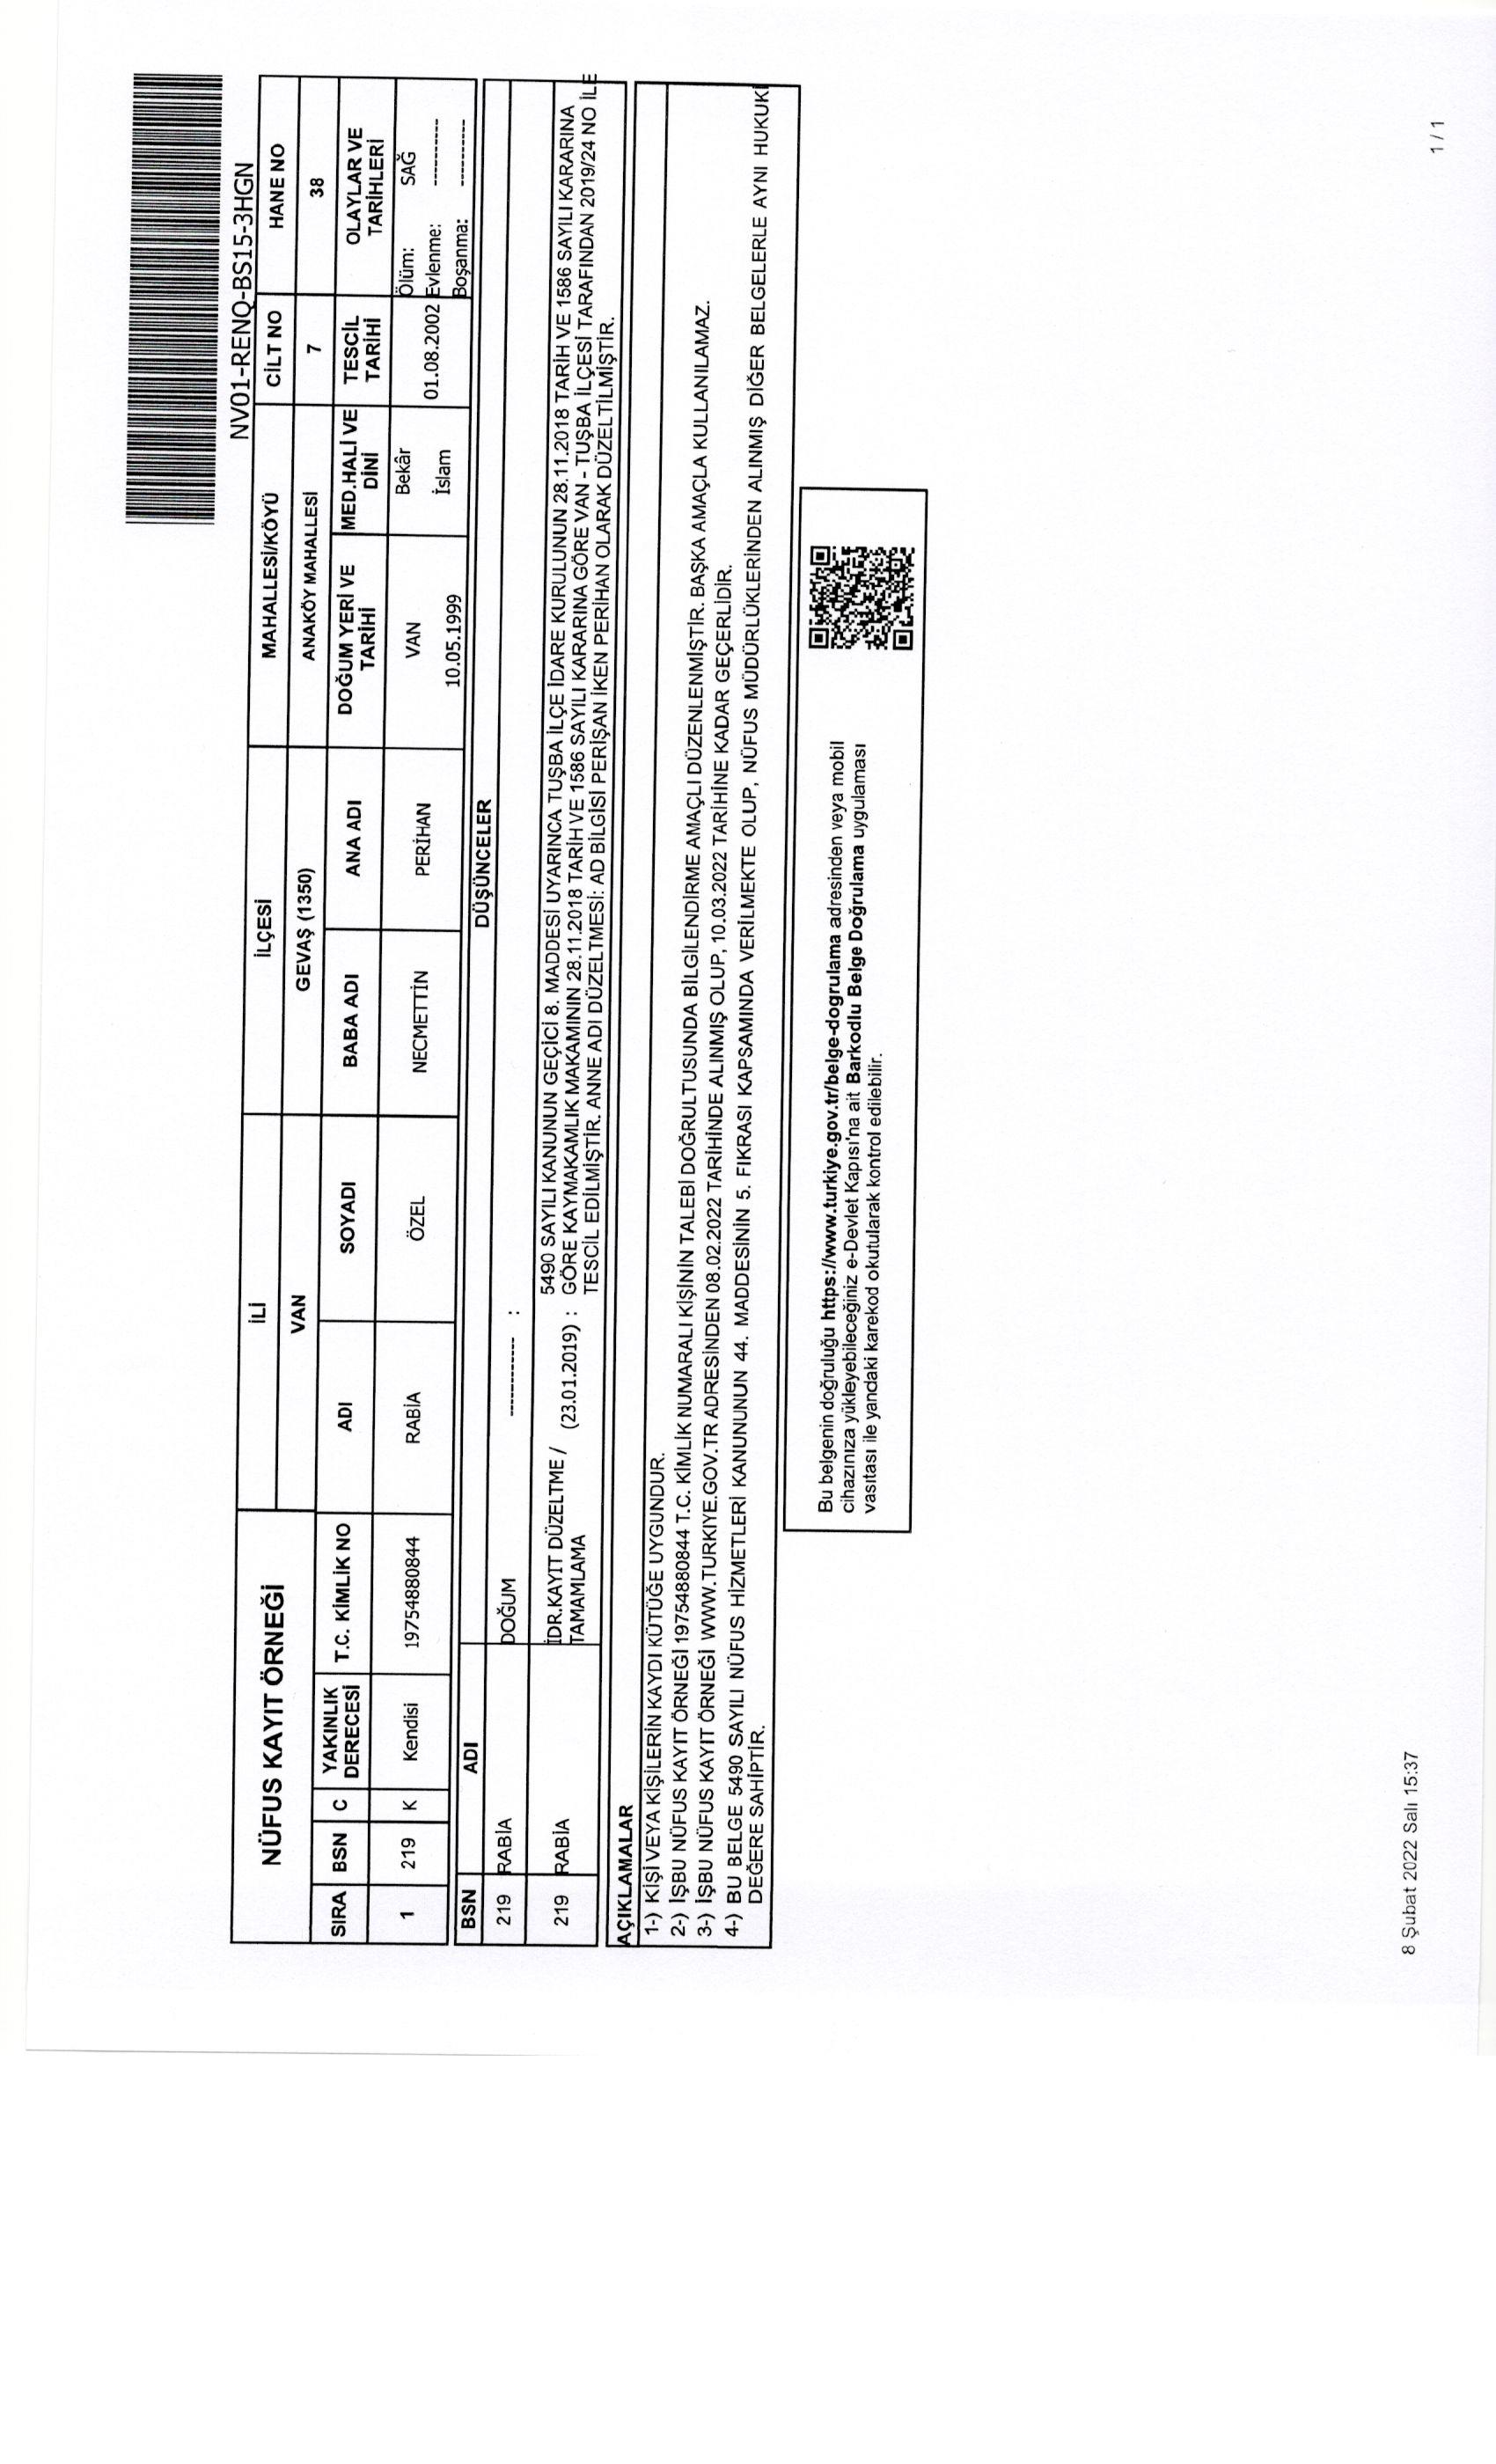 NV01-RENQ-BS15-3HGN
NÜFUS KAYIT ÖRNEĞİ
İLİ İLÇESİ MAHALLESİ/KÖYÜ CİLT NO HANE NO
VAN GEVAŞ (1350) ANAKÖY MAHALLESİ 7 38
SIRA BSN C YAKINLIK DERECESİ T.C. KİMLİK NO ADI SOYADI BABA ADI ANA ADI DOĞUM YERİ VE TARİHİ MED.HALİ VE DİNİ TESCİL TARİHİ OLAYLAR VE TARİHLERİ
1 219 K Kendisi 19754880844 RABİA ÖZEL NECMETTİN PERİHAN VAN 10.05.1999 Bekâr İslam 01.08.2002 Ölüm: SAĞ
Evlenme: ----------
Boşanma: ----------
BSN ADI DÜŞÜNCELER
219 RABİA DOĞUM ------------ :
219 RABİA İDR.KAYIT DÜZELTME / TAMAMLAMA (23.01.2019) : 5490 SAYILI KANUNUN GEÇİCİ 8. MADDESİ UYARINCA TUŞBA İLÇE İDARE KURULUNUN 28.11.2018 TARİH VE 1586 SAYILI KARARINA
GÖRE KAYMAKAMLIK MAKAMININ 28.11.2018 TARİH VE 1586 SAYILI KARARINA GÖRE VAN - TUŞBA İLÇESİ TARAFINDAN 2019/24 NO İLE
TESCİL EDİLMİŞTİR. ANNE ADI DÜZELTMESİ: AD BİLGİSİ PERİŞAN İKEN PERİHAN OLARAK DÜZELTİLMİŞTİR.
AÇIKLAMALAR
1-) KİŞİ VEYA KİŞİLERİN KAYDI KÜTÜĞE UYGUNDUR.
2-) İŞBU NÜFUS KAYIT ÖRNEĞİ 19754880844 T.C. KİMLİK NUMARALI KİŞİNİN TALEBİ DOĞRULTUSUNDA BİLGİLENDİRME AMAÇLI DÜZENLENMİŞTİR. BAŞKA AMAÇLA KULLANILAMAZ.
3-) İŞBU NÜFUS KAYIT ÖRNEĞİ WWW.TURKIYE.GOV.TR ADRESİNDEN 08.02.2022 TARİHİNDE ALINMIŞ OLUP, 10.03.2022 TARİHİNE KADAR GEÇERLİDİR.
4-) BU BELGE 5490 SAYILI NÜFUS HİZMETLERİ KANUNUNUN 44. MADDESİNİN 5. FIKRASI KAPSAMINDA VERİLMEKTE OLUP, NÜFUS MÜDÜRLÜKLERİNDEN ALINMIŞ DİĞER BELGELERLE AYNI HUKUKİ
DEĞERE SAHİPTİR.
Bu belgenin doğruluğu https://www.turkiye.gov.tr/belge-dogrulama adresinden veya mobil
cihazınıza yükleyebileceğiniz e-Devlet Kapısı'na ait Barkodlu Belge Doğrulama uygulaması
vasıtası ile yandaki karekod okutularak kontrol edilebilir.
8 Şubat 2022 Salı 15:37
1 / 1